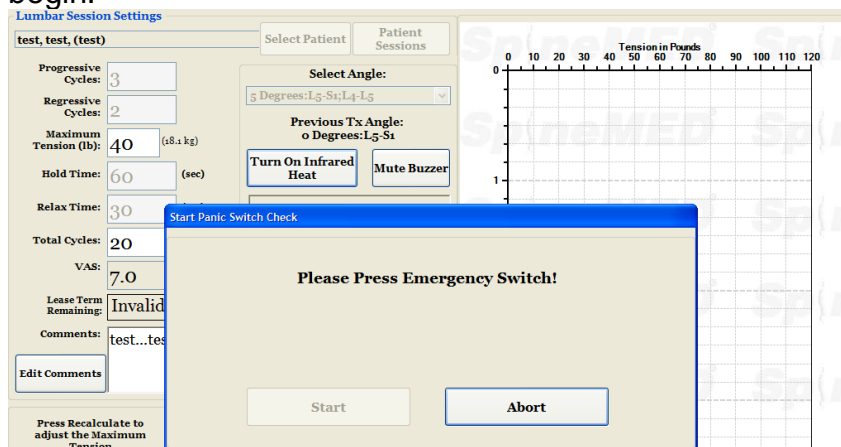 begin.
Lumbar Session Settings
test, test, (test)
Select Patient
Patient
Sessions
Progressive
Cycles:
3
Regressive
Cycles:
2
Maximum
Tension (lb):
40
(18.1 kg)
Hold Time:
60
(sec)
Relax Time:
30
Total Cycles:
20
VAS:
7.0
Lease Term
Remaining:
Invalid
Comments:
test...tes
Edit Comments
Press Recalculate to
adjust the Maximum
Tension
Select Angle:
5 Degrees:L5-S1;L4-L5
Previous Tx Angle:
0 Degrees:L5-S1
Turn On Infrared
Heat
Mute Buzzer
Start Panic Switch Check
Please Press Emergency Switch!
Start
Abort
Tension in Pounds
0 10 20 30 40 50 60 70 80 90 100 110 120
0
1
SpineMED
SpineMED